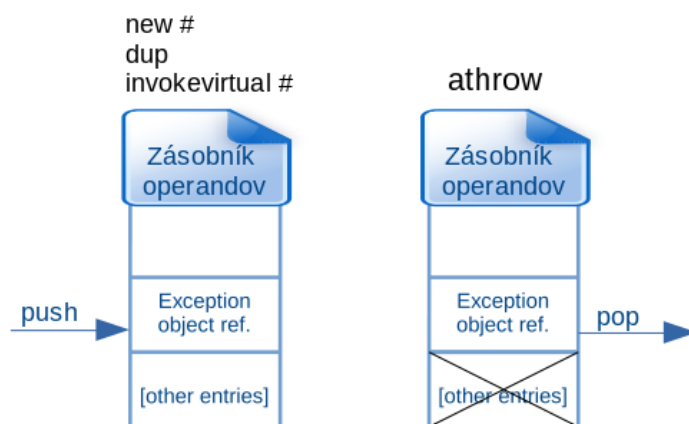 new #
dup
invokevirtual #
athrow
Zásobník
operandov
Zásobník
operandov
push
Exception
object ref.
Exception
object ref.
pop
[other entries]
[other entries]